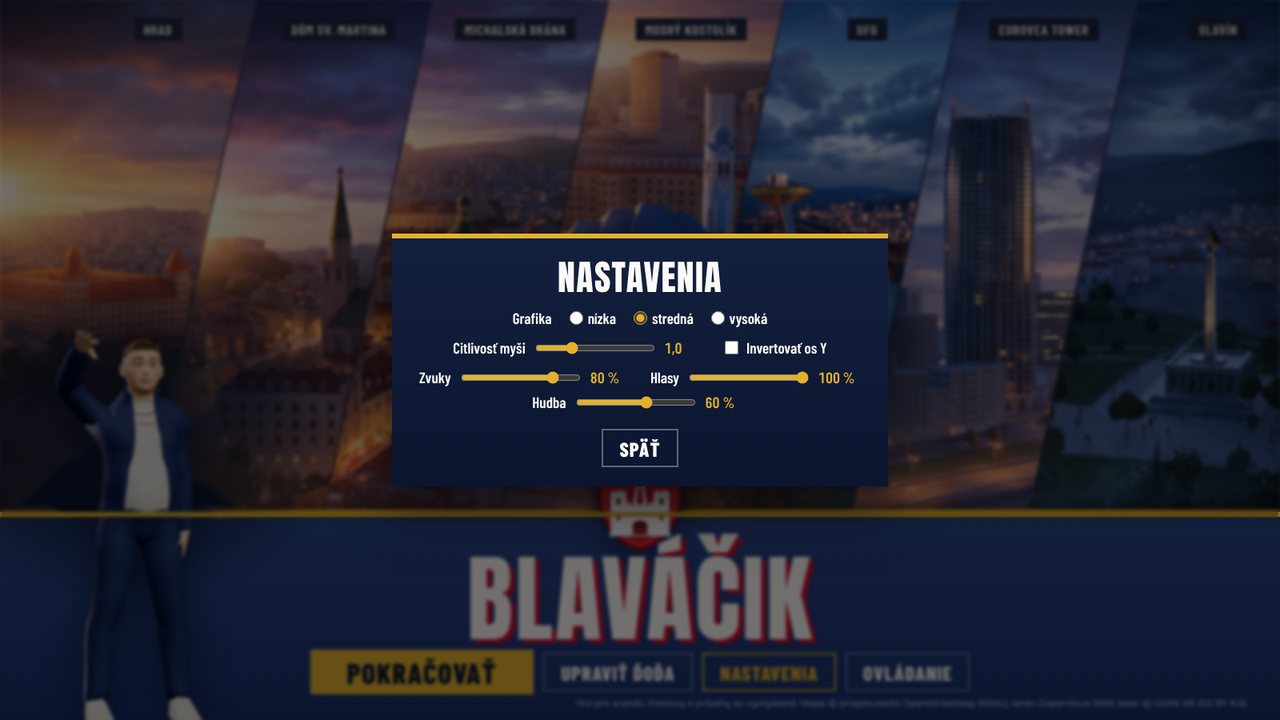 HRAD
DÓM SV. MARTINA
MICHALSKÁ BRÁNA
MODRÝ KOSTOLÍK
UFO
EUROVEA TOWER
SLAVÍN
NASTAVENIA
Grafika nízka stredná vysoká
Citlivosť myši 1,0 Invertovať os Y
Zvuky 80 % Hlasy 100 %
Hudba 60 %
SPÄŤ
BLAVÁČIK
POKRAČOVAŤ UPRAVIŤ ĎOĎA NASTAVENIA OVLÁDANIE